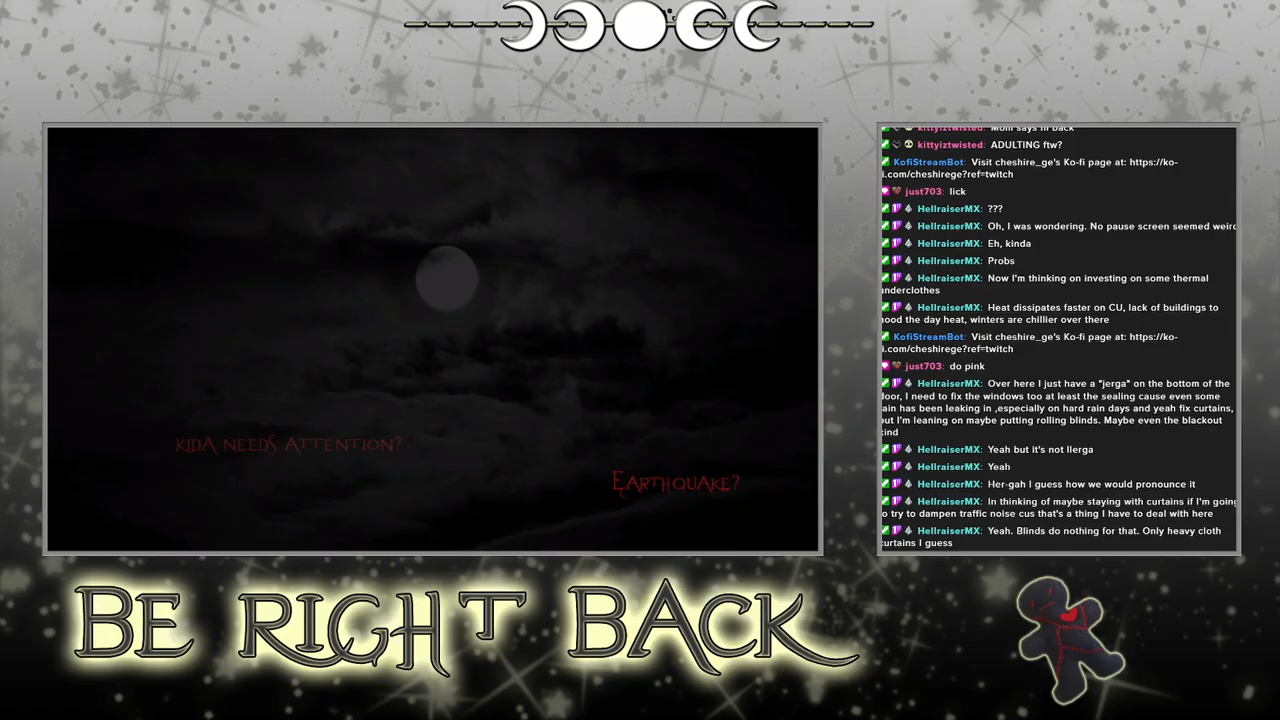 kittyiztwisted: Mom says hi back
kittyiztwisted: ADULTING ftw?
KofiStreamBot: Visit cheshire_ge's Ko-fi page at: https://ko-
i.com/cheshirege?ref=twitch
just703: lick
HellraiserMX: ???
HellraiserMX: Oh, I was wondering. No pause screen seemed weird
HellraiserMX: Eh, kinda
HellraiserMX: Probs
HellraiserMX: Now I'm thinking on investing on some thermal
underclothes
HellraiserMX: Heat dissipates faster on CU, lack of buildings to
hood the day heat, winters are chillier over there
KofiStreamBot: Visit cheshire_ge's Ko-fi page at: https://ko-
i.com/cheshirege?ref=twitch
just703: do pink
HellraiserMX: Over here I just have a "jerga" on the bottom of the
door, I need to fix the windows too at least the sealing cause even some
rain has been leaking in ,especially on hard rain days and yeah fix curtains,
but I'm leaning on maybe putting rolling blinds. Maybe even the blackout
kind
HellraiserMX: Yeah but it's not llerga
HellraiserMX: Yeah
HellraiserMX: Her-gah I guess how we would pronounce it
HellraiserMX: In thinking of maybe staying with curtains if I'm going
to try to dampen traffic noise cus that's a thing I have to deal with here
HellraiserMX: Yeah. Blinds do nothing for that. Only heavy cloth
curtains I guess
KIDA NEEDS ATTENTION?
EARTHQUAKE?
BE RIGHT BACK